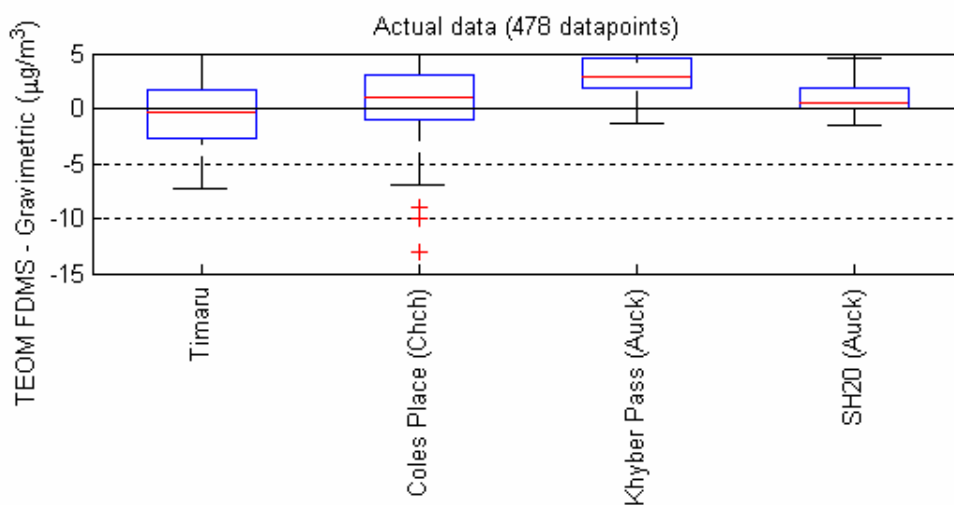 Actual data (478 datapoints)
TEOM FDMS - Gravimetric (μg/m³)
5
0
-5
-10
-15
Timaru
Coles Place (Chch)
Khyber Pass (Auck)
SH20 (Auck)